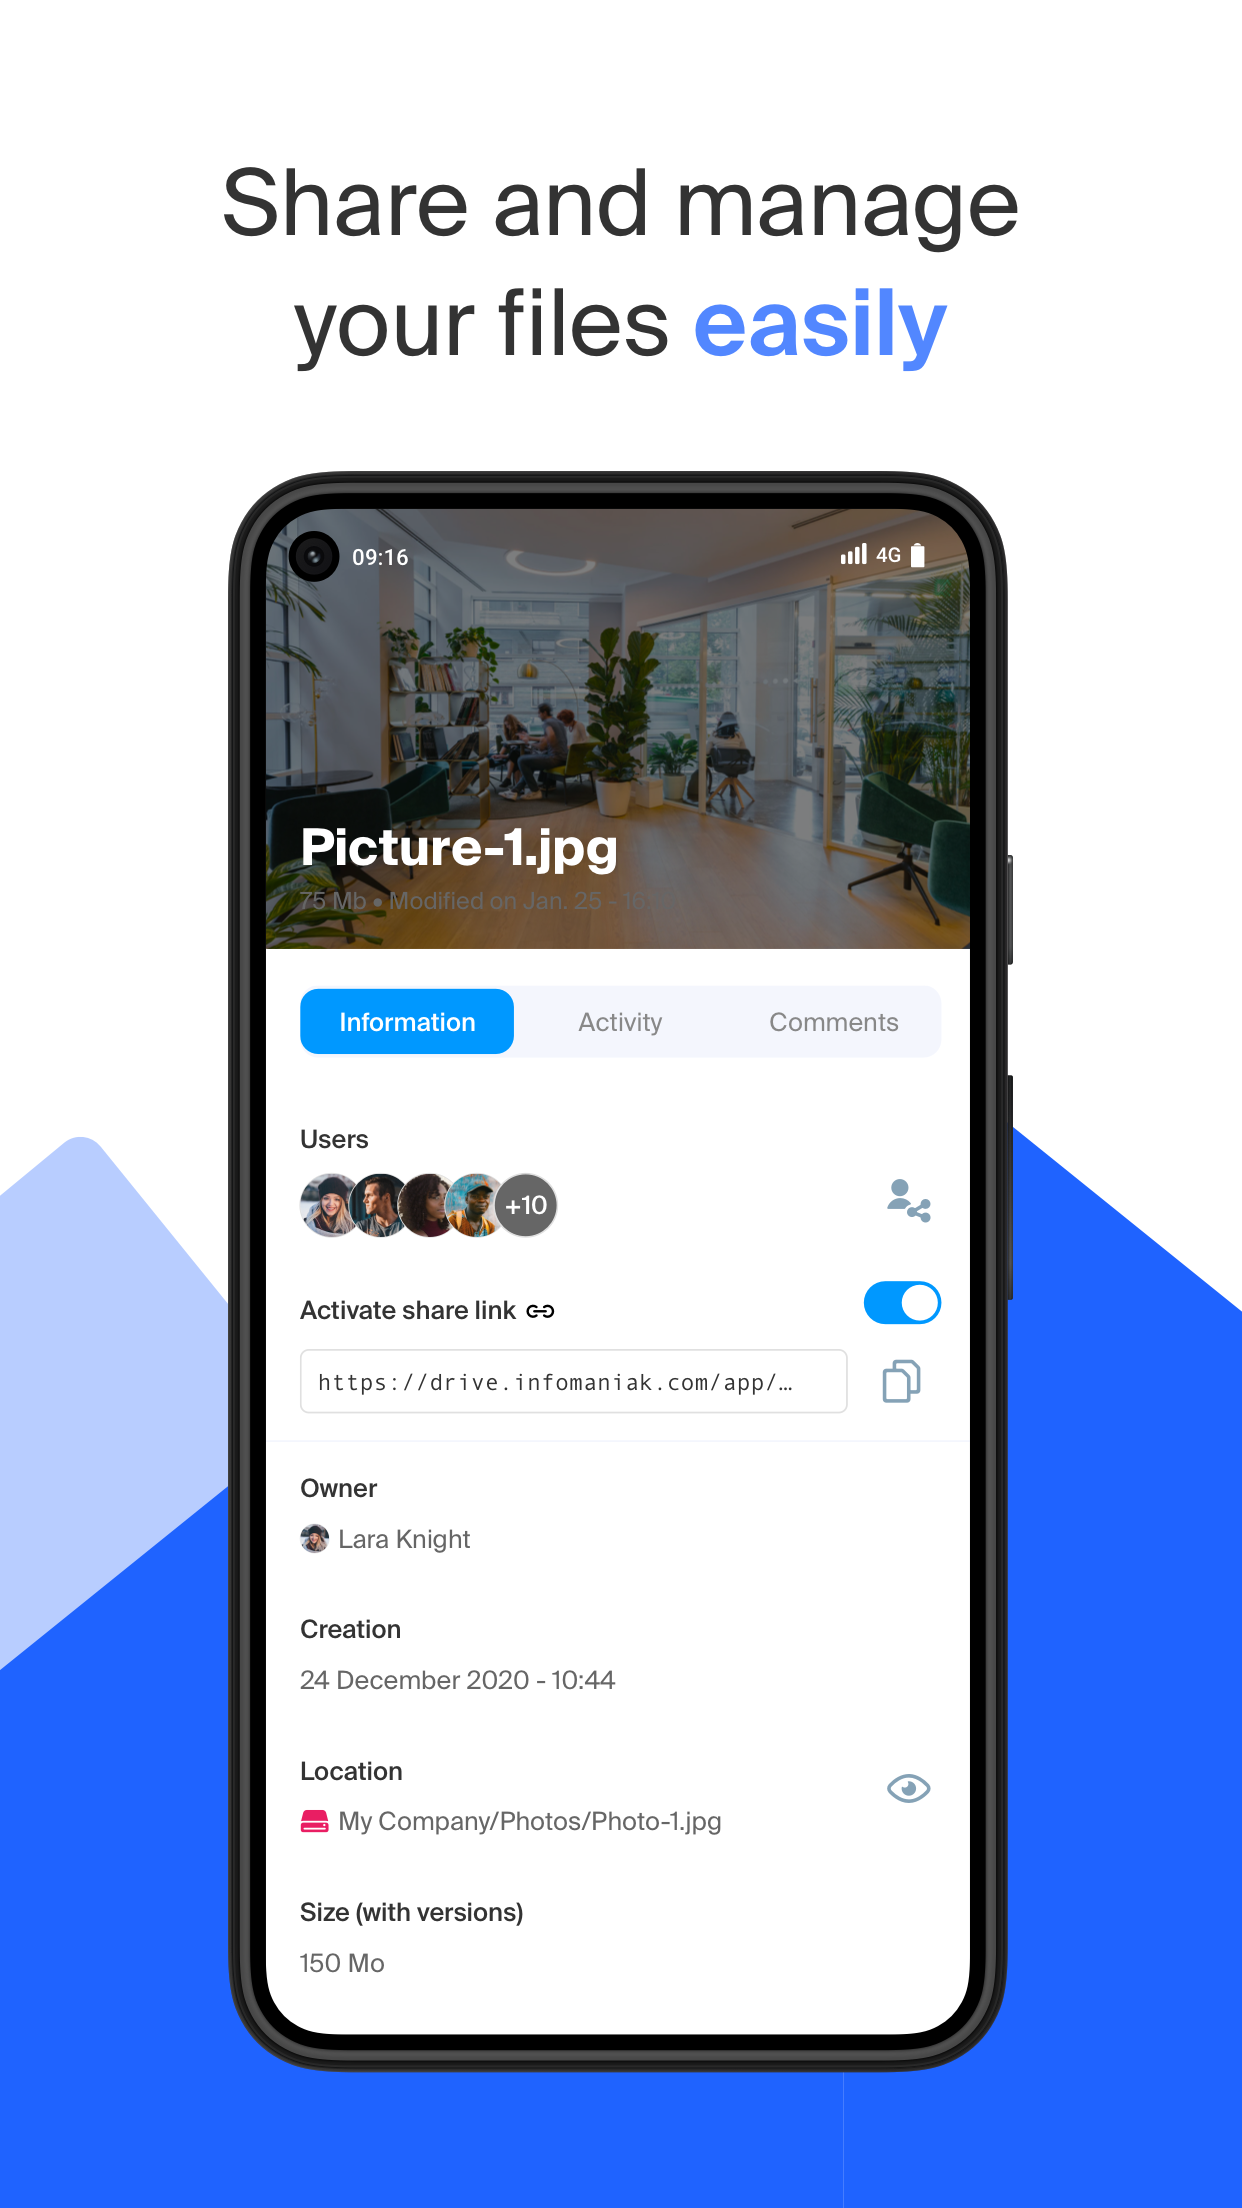 Share and manage
your files easily
09:16
4G
Picture-1.jpg
75 Mb • Modified on Jan. 25 - 16:
Information
Activity
Comments
Users
+10
Activate share link
https://drive.infomaniak.com/app/…
Owner
Lara Knight
Creation
24 December 2020 - 10:44
Location
My Company/Photos/Photo-1.jpg
Size (with versions)
150 Mo